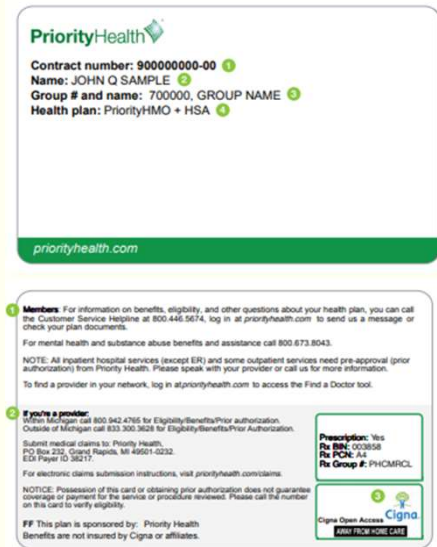 PriorityHealth
Contract number: 900000000-00 1
Name: JOHN Q SAMPLE 2
Group # and name: 700000, GROUP NAME 3
Health plan: PriorityHMO + HSA 4
priorityhealth.com
1 Members: For information on benefits, eligibility, and other questions about your health plan, you can call
the Customer Service Helpline at 800.446.5674, log in at priorityhealth.com to send us a message or
check your plan documents.
For mental health and substance abuse benefits and assistance call 800.673.8043.
NOTE: All inpatient hospital services (except ER) and some outpatient services need pre-approval (prior
authorization) from Priority Health. Please speak with your provider or call us for more information.
To find a provider in your network, log in at priorityhealth.com to access the Find a Doctor tool.
2 If you're a provider:
Within Michigan call 800.942.4765 for Eligibility/Benefits/Prior authorization.
Outside of Michigan call 833.300.3628 for Eligibility/Benefits/Prior Authorization.
Submit medical claims to: Priority Health,
PO Box 232, Grand Rapids, MI 49501-0232.
EDI Payer ID 38217.
For electronic claims submission instructions, visit priorityhealth.com/claims.
NOTICE: Possession of this card or obtaining prior authorization does not guarantee
coverage or payment for the service or procedure reviewed. Please call the number
on this card to verify eligibility.
FF This plan is sponsored by: Priority Health
Benefits are not insured by Cigna or affiliates.
Prescription: Yes
Rx BIN: 003858
Rx PCN: A4
Rx Group #: PHCMRCL
3
Cigna Open Access Cigna.
AWAY FROM HOME CARE